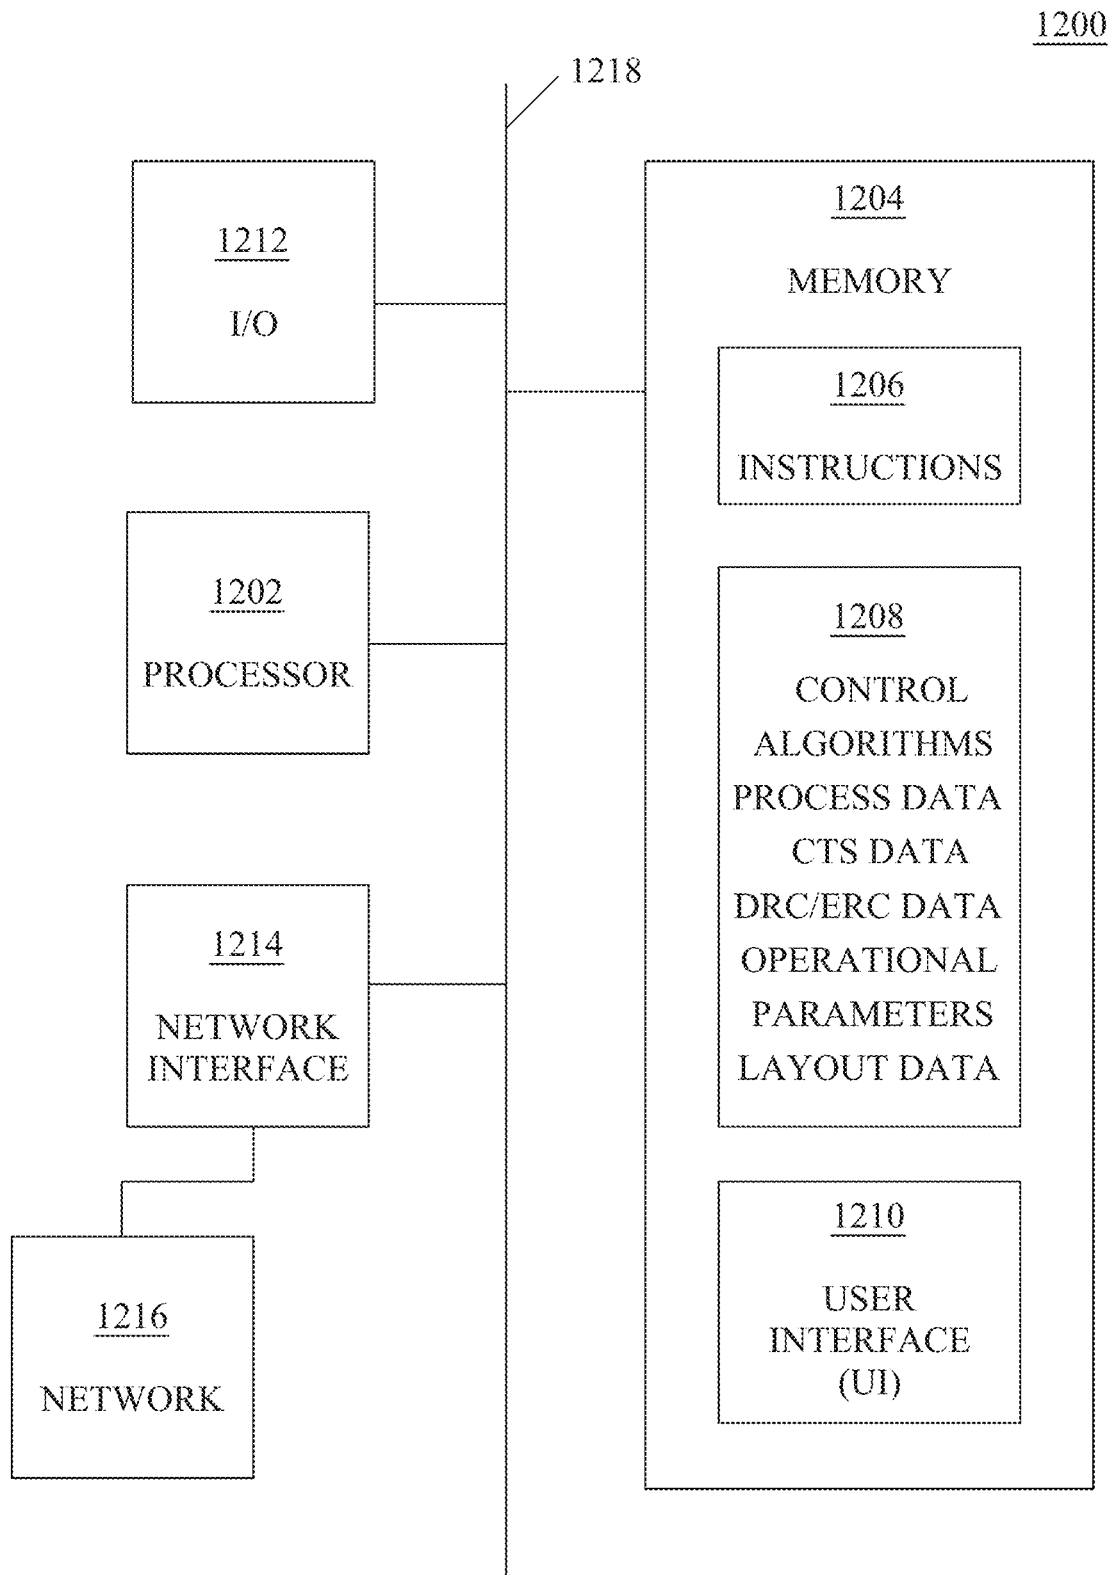 1200
1218
1212
I/O
1202
PROCESSOR
1214
NETWORK
INTERFACE
1216
NETWORK
1204
MEMORY
1206
INSTRUCTIONS
1208
CONTROL
ALGORITHMS
PROCESS DATA
CTS DATA
DRC/ERC DATA
OPERATIONAL
PARAMETERS
LAYOUT DATA
1210
USER
INTERFACE
(UI)